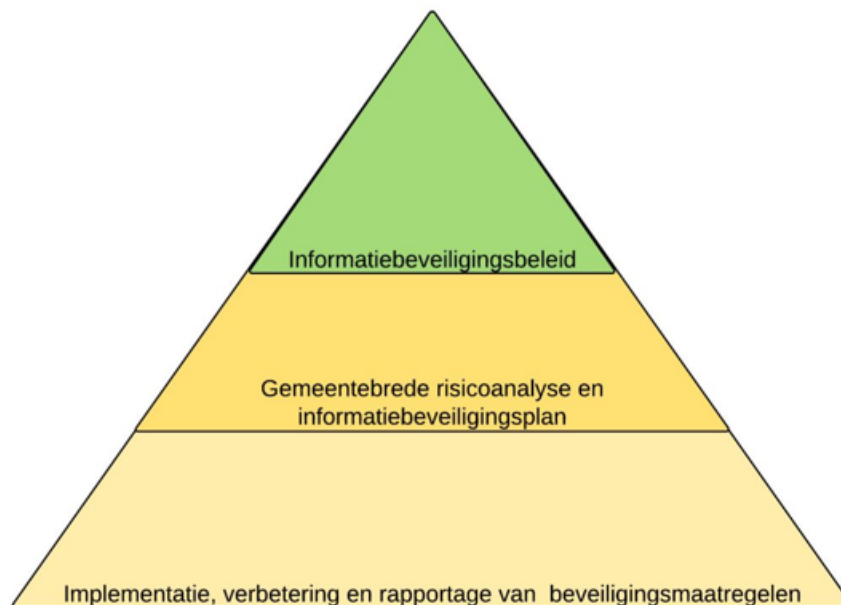 Informatiebeveiligingsbeleid
Gemeentebrede risicoanalyse en
informatiebeveiligingsplan
Implementatie, verbetering en rapportage van  beveiligingsmaatregelen